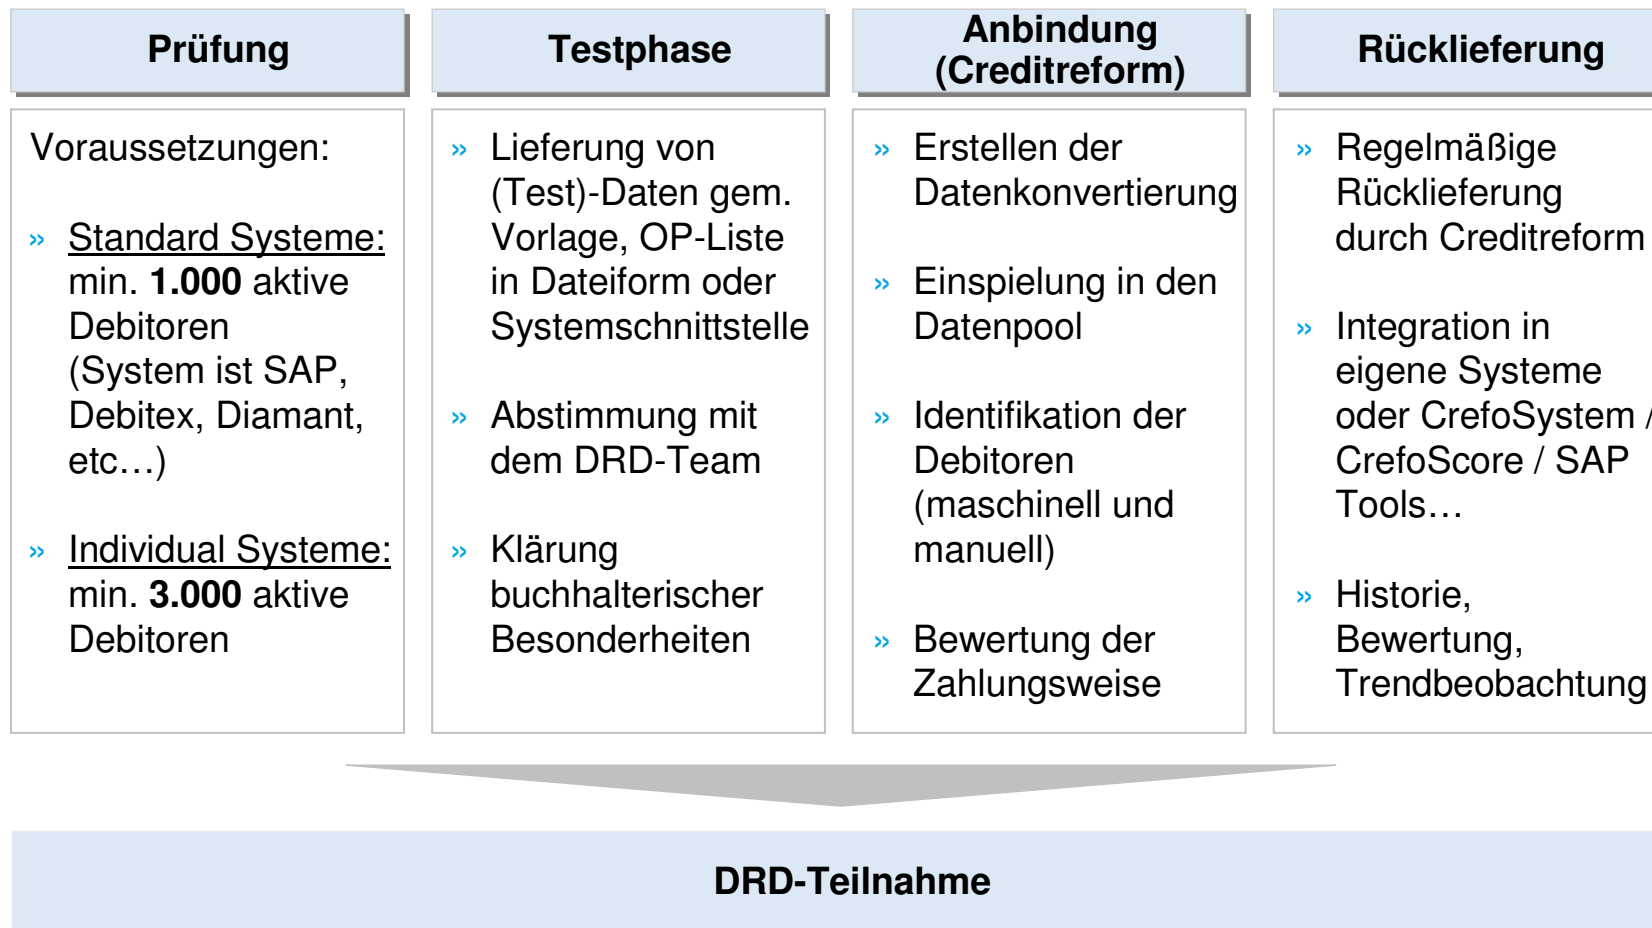 Prüfung
Voraussetzungen:
» Standard Systeme:
min. 1.000 aktive
Debitoren
(System ist SAP,
Debitex, Diamant,
etc…)
» Individual Systeme:
min. 3.000 aktive
Debitoren
Testphase
» Lieferung von
(Test)-Daten gem.
Vorlage, OP-Liste
in Dateiform oder
Systemschnittstelle
» Abstimmung mit
dem DRD-Team
» Klärung
buchhalterischer
Besonderheiten
Anbindung
(Creditreform)
» Erstellen der
Datenkonvertierung
» Einspielung in den
Datenpool
» Identifikation der
Debitoren
(maschinell und
manuell)
» Bewertung der
Zahlungsweise
Rücklieferung
» Regelmäßige
Rücklieferung
durch Creditreform
» Integration in
eigene Systeme
oder CrefoSystem /
CrefoScore / SAP
Tools…
» Historie,
Bewertung,
Trendbeobachtung
DRD-Teilnahme